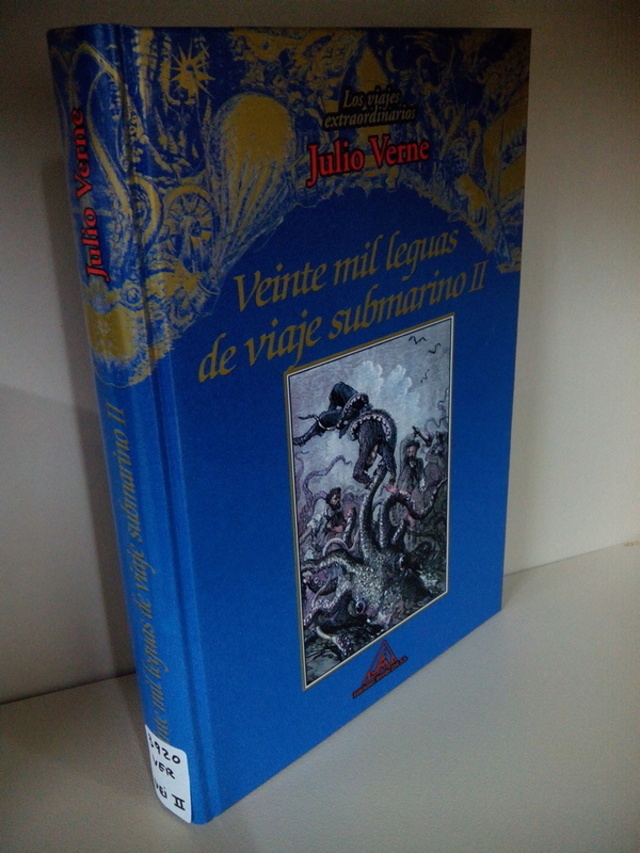 Los viajes
extraordinarios
Julio Verne
Veinte mil leguas
de viaje submarino II
Julio Verne
mil leguas de viaje submarino II
VER
II